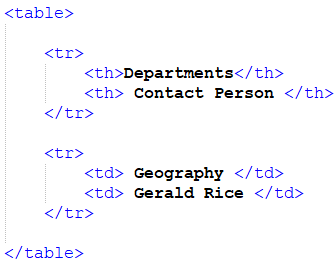 <table>
<tr>
<th>Departments</th>
<th> Contact Person </th>
</tr>
<tr>
<td> Geography </td>
<td> Gerald Rice </td>
</tr>
</table>